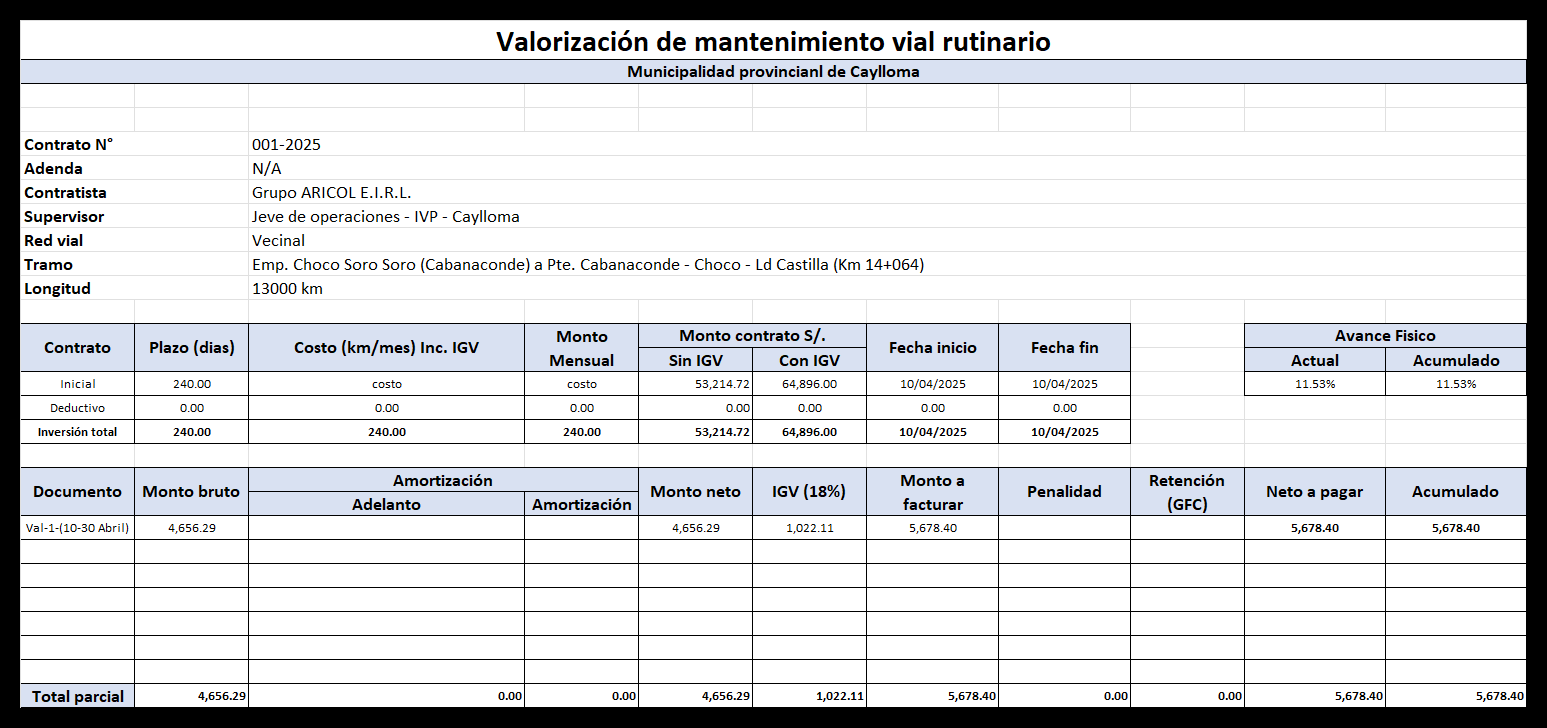 Valorización de mantenimiento vial rutinario
Municipalidad provincianl de Caylloma
Contrato N° 001-2025
Adenda N/A
Contratista Grupo ARICOL E.I.R.L.
Supervisor Jeve de operaciones - IVP - Caylloma
Red vial Vecinal
Tramo Emp. Choco Soro Soro (Cabanaconde) a Pte. Cabanaconde - Choco - Ld Castilla (Km 14+064)
Longitud 13000 km
Contrato Plazo (dias) Costo (km/mes) Inc. IGV Monto Mensual Monto contrato S/. Fecha inicio Fecha fin Avance Fisico
Sin IGV Con IGV Actual Acumulado
Inicial 240.00 costo costo 53,214.72 64,896.00 10/04/2025 10/04/2025 11.53% 11.53%
Deductivo 0.00 0.00 0.00 0.00 0.00 0.00 0.00
Inversión total 240.00 240.00 240.00 53,214.72 64,896.00 10/04/2025 10/04/2025
Documento Monto bruto Amortización Monto neto IGV (18%) Monto a facturar Penalidad Retención (GFC) Neto a pagar Acumulado
Adelanto Amortización
Val-1-(10-30 Abril) 4,656.29 4,656.29 1,022.11 5,678.40 5,678.40 5,678.40
Total parcial 4,656.29 0.00 0.00 4,656.29 1,022.11 5,678.40 0.00 0.00 5,678.40 5,678.40